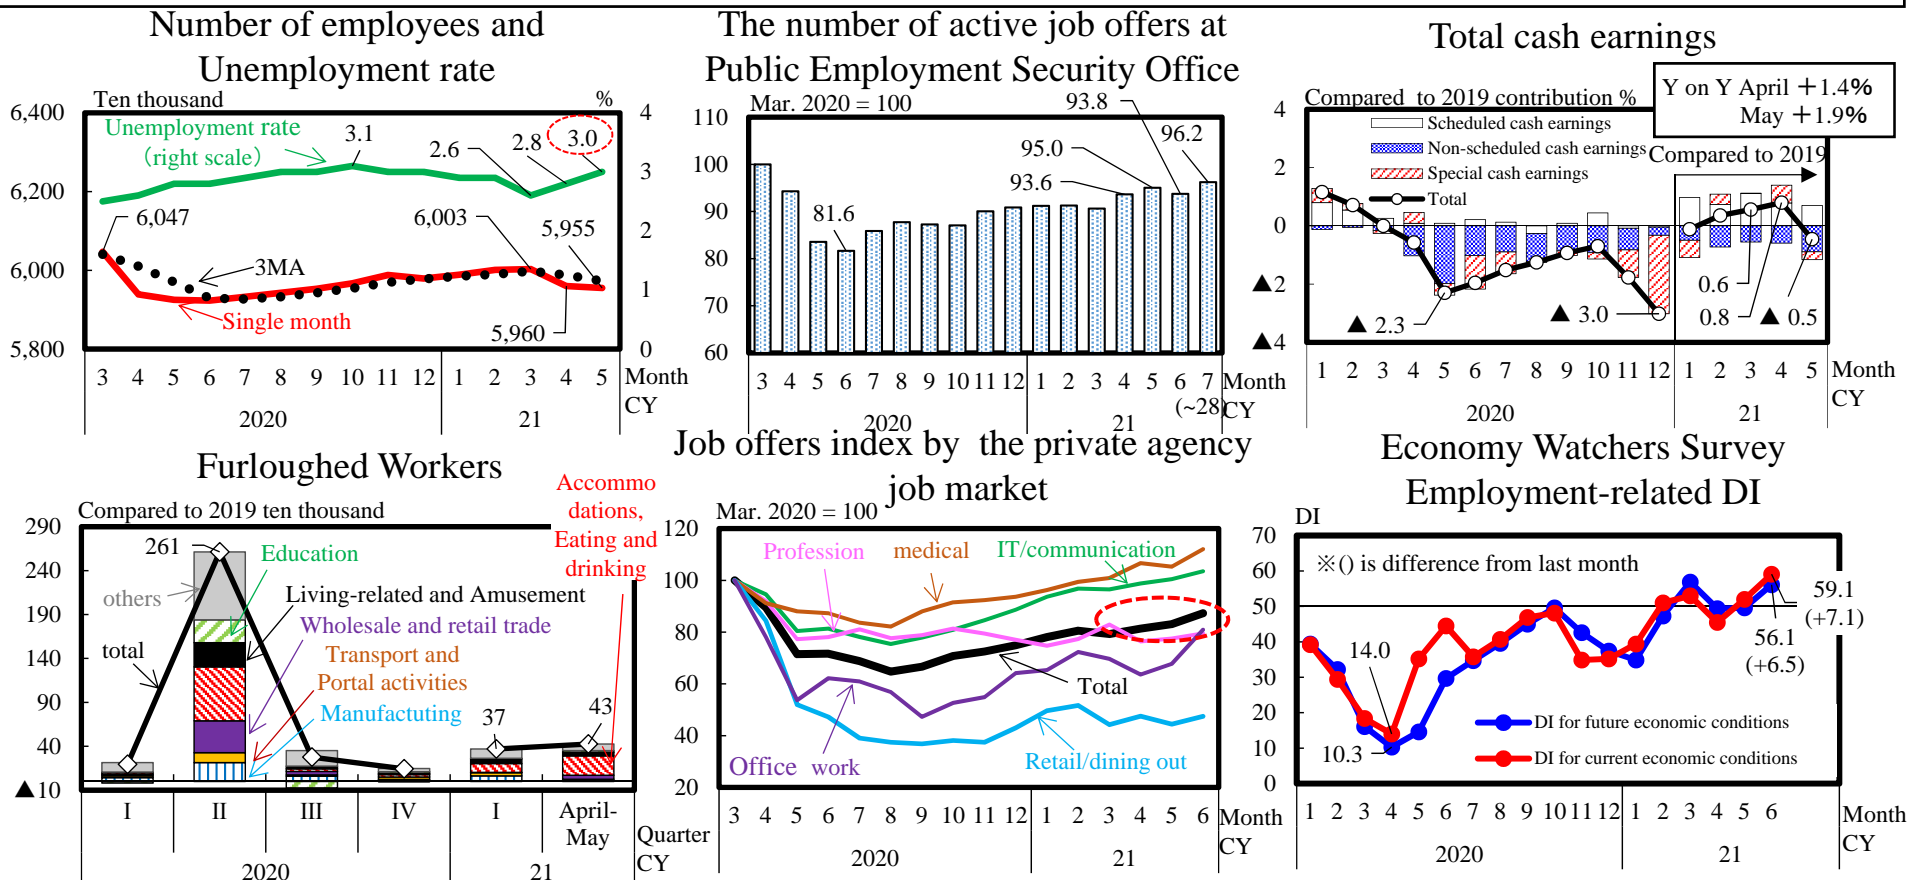 Number of employees and
Unemployment rate
Ten thousand
%
6,400
6,200
6,000
5,800
4
3
2
1
0
Unemployment rate
(right scale)
3.1
2.6
2.8
3.0
6,047
6,003
5,955
3MA
Single month
5,960
3 4 5 6 7 8 9 10 11 12 1 2 3 4 5
Month
CY
2020
21
The number of active job offers at
Public Employment Security Office
Mar. 2020 = 100
110
100
90
80
70
60
81.6
93.6
95.0
93.8
96.2
3 4 5 6 7 8 9 10 11 12 1 2 3 4 5 6 7
(~28)
Month
CY
2020
21
Total cash earnings
Y on Y April +1.4%
May +1.9%
Compared to 2019 contribution %
4
2
0
▲2
▲4
Scheduled cash earnings
Non-scheduled cash earnings
Special cash earnings
Total
Compared to 2019
▲ 2.3
▲ 3.0
0.6
0.8
▲ 0.5
1 2 3 4 5 6 7 8 9 10 11 12 1 2 3 4 5
Month
CY
2020
21
Furloughed Workers
Compared to 2019 ten thousand
290
240
190
140
90
40
▲10
261
others
total
Education
Living-related and Amusement
Wholesale and retail trade
Transport and
Portal activities
Manufactuting
Accommo
dations,
Eating and
drinking
37
43
I II III IV I April-
May
Quarter
CY
2020
21
Job offers index by the private agency
job market
Mar. 2020 = 100
120
100
80
60
40
20
Profession
medical
IT/communication
Total
Office work
Retail/dining out
3 4 5 6 7 8 9 10 11 12 1 2 3 4 5 6
Month
CY
2020
21
Economy Watchers Survey
Employment-related DI
DI
70
60
50
40
30
20
10
0
※() is difference from last month
14.0
10.3
59.1
(+7.1)
56.1
(+6.5)
DI for future economic conditions
DI for current economic conditions
1 2 3 4 5 6 7 8 9 10 11 12 1 2 3 4 5 6
Month
CY
2020
21